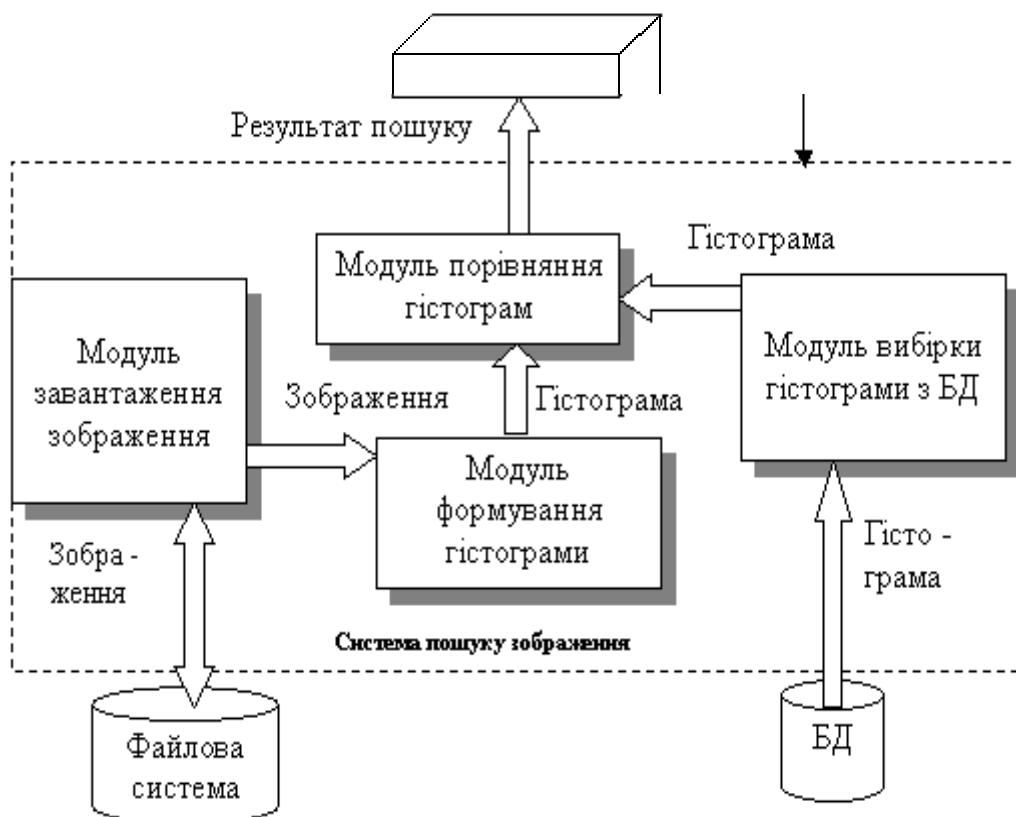 Результат пошуку
Гістограма
Модуль порівняння
гістограм
Модуль
завантаження
зображення
Модуль вибірки
гістограми з БД
Зображення
Гістограма
Модуль
формування
гістограми
Зобра -
ження
Гісто -
грама
Система пошуку зображення
Файлова
система
БД